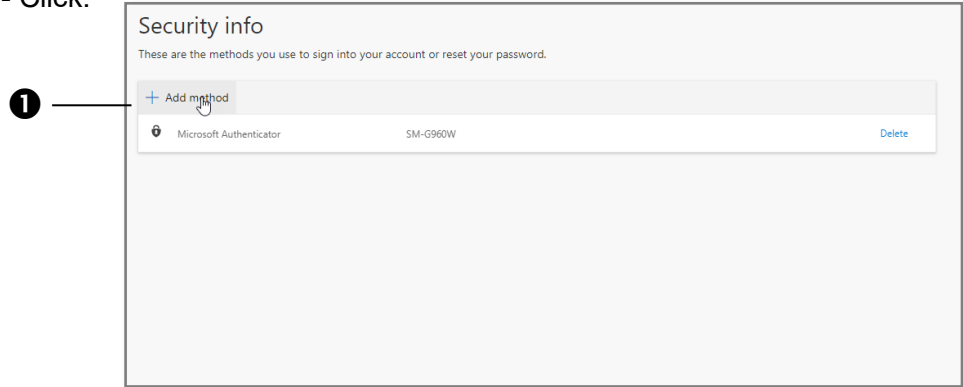 - Click:
Security info
These are the methods you use to sign into your account or reset your password.
❶
+ Add method
Microsoft Authenticator SM-G960W Delete